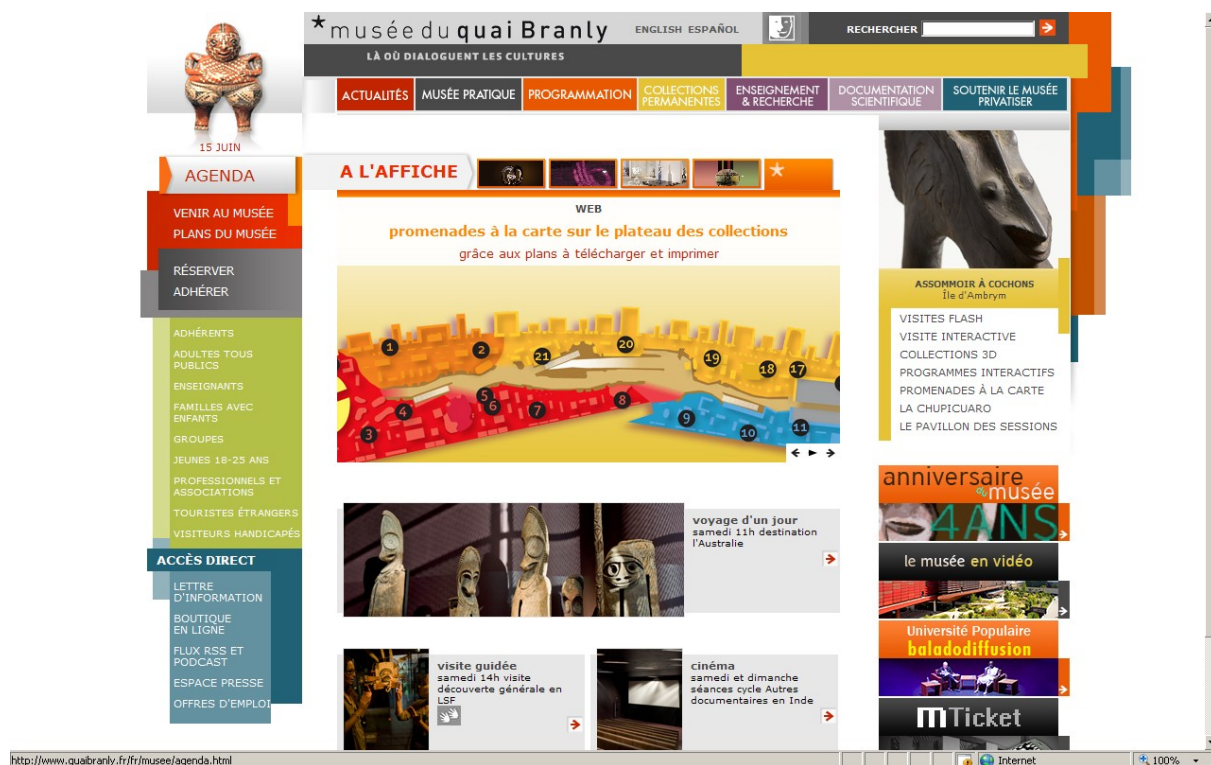 *musée du quai Branly
ENGLISH ESPAÑOL
RECHERCHER
LÀ OÙ DIALOGUENT LES CULTURES
ACTUALITÉS
MUSÉE PRATIQUE
PROGRAMMATION
COLLECTIONS
PERMANENTES
ENSEIGNEMENT
& RECHERCHE
DOCUMENTATION
SCIENTIFIQUE
SOUTENIR LE MUSÉE
PRIVATISER
15 JUIN
AGENDA
VENIR AU MUSÉE
PLANS DU MUSÉE
RÉSERVER
ADHÉRER
ADHÉRENTS
ADULTES TOUS
PUBLICS
ENSEIGNANTS
FAMILLES AVEC
ENFANTS
GROUPES
JEUNES 18-25 ANS
PROFESSIONNELS ET
ASSOCIATIONS
TOURISTES ÉTRANGERS
VISITEURS HANDICAPÉS
ACCÈS DIRECT
LETTRE
D'INFORMATION
BOUTIQUE
EN LIGNE
FLUX RSS ET
PODCAST
ESPACE PRESSE
OFFRES D'EMPLOI
A L'AFFICHE
WEB
promenades à la carte sur le plateau des collections
grâce aux plans à télécharger et imprimer
1
2
21
20
19
18
17
3
4
5
6
7
8
9
10
11
voyage d'un jour
samedi 11h destination
l'Australie
visite guidée
samedi 14h visite
découverte générale en
LSF
cinéma
samedi et dimanche
séances cycle Autres
documentaires en Inde
ASSOMMOIR À COCHONS
Île d'Ambrym
VISITES FLASH
VISITE INTERACTIVE
COLLECTIONS 3D
PROGRAMMES INTERACTIFS
PROMENADES À LA CARTE
LA CHUPICUARO
LE PAVILLON DES SESSIONS
anniversaire
du musée
4ANS
le musée en vidéo
Université Populaire
baladodiffusion
mTicket
http://www.quaibranly.fr/fr/musee/agenda.html
Internet
100%